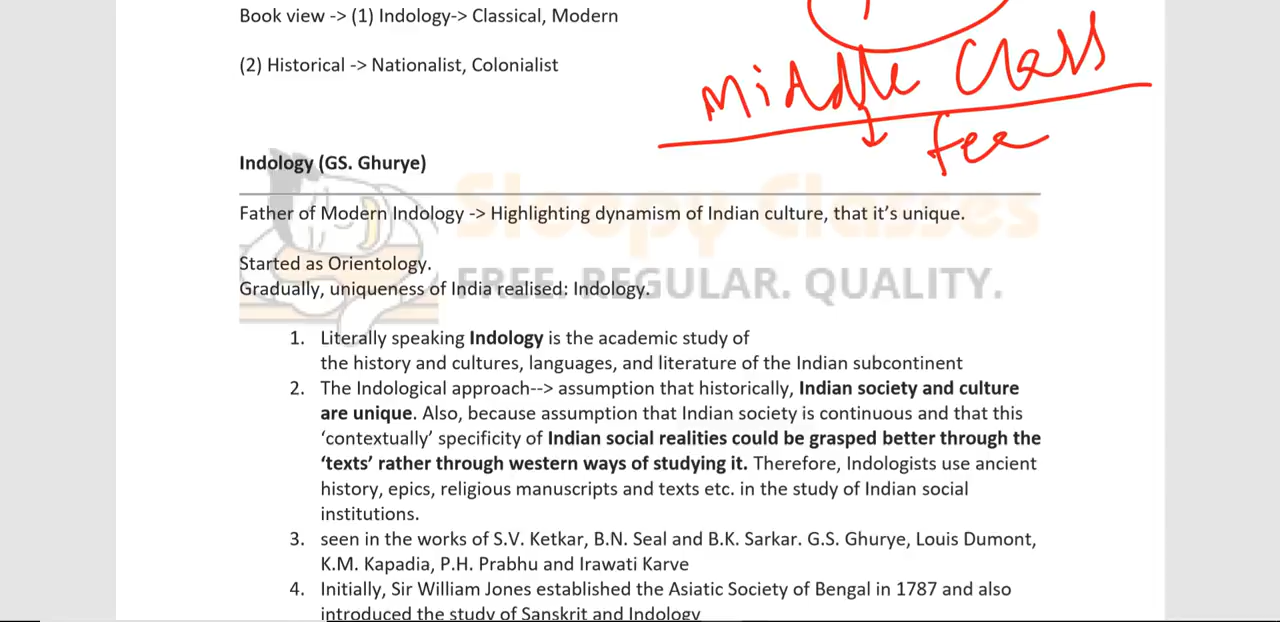 Book view -> (1) Indology-> Classical, Modern
(2) Historical -> Nationalist, Colonialist
Middle Class
fee
Indology (GS. Ghurye)
Sleepy Classes
Father of Modern Indology -> Highlighting dynamism of Indian culture, that it’s unique.
Started as Orientology.
FREE. REGULAR. QUALITY.
Gradually, uniqueness of India realised: Indology.
1. Literally speaking Indology is the academic study of
the history and cultures, languages, and literature of the Indian subcontinent
2. The Indological approach--> assumption that historically, Indian society and culture
are unique. Also, because assumption that Indian society is continuous and that this
‘contextually’ specificity of Indian social realities could be grasped better through the
‘texts’ rather through western ways of studying it. Therefore, Indologists use ancient
history, epics, religious manuscripts and texts etc. in the study of Indian social
institutions.
3. seen in the works of S.V. Ketkar, B.N. Seal and B.K. Sarkar. G.S. Ghurye, Louis Dumont,
K.M. Kapadia, P.H. Prabhu and Irawati Karve
4. Initially, Sir William Jones established the Asiatic Society of Bengal in 1787 and also
introduced the study of Sanskrit and Indology